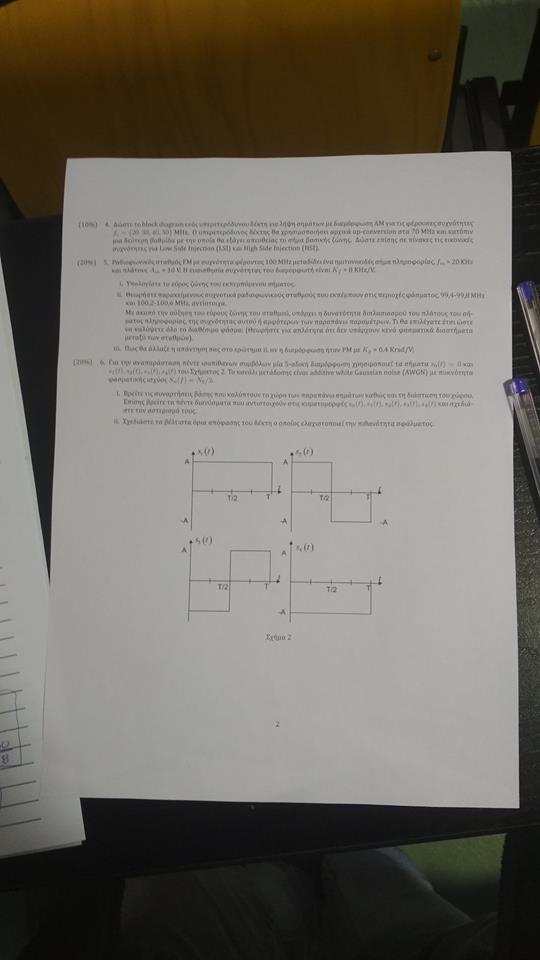 (10%) 4. Δώστε το block diagram ενός υπερετερόδυνου δέκτη για λήψη σημάτων με διαμόρφωση AM για τις φέρουσες συχνότητες
f_c = {20, 30, 40, 50} MHz. Ο υπερετερόδυνος δέκτης θα χρησιμοποιήσει αρχικά up-conversion στα 70 MHz και κατόπιν
μια δεύτερη βαθμίδα με την οποία θα εξάγει απευθείας το σήμα βασικής ζώνης. Δώστε επίσης σε πίνακες τις εικονικές
συχνότητες για Low Side Injection (LSI) και High Side Injection (HSI).
(20%) 5. Ραδιοφωνικός σταθμός FM με συχνότητα φέροντος 100 MHz μεταδίδει ένα ημιτονοειδές σήμα πληροφορίας, f_m = 20 KHz
και πλάτους A_m = 10 V. Η ευαισθησία συχνότητας του διαμορφωτή είναι K_f = 8 KHz/V.
i. Υπολογίστε το εύρος ζώνης του εκπεμπόμενου σήματος.
ii. Θεωρήστε παρακείμενους συχνοτικά ραδιοφωνικούς σταθμούς που εκπέμπουν στις περιοχές φάσματος, 99,4-99,8 MHz
και 100,2-100,6 MHz, αντίστοιχα.
Με σκοπό την αύξηση του εύρους ζώνης του σταθμού, υπάρχει η δυνατότητα διπλασιασμού του πλάτους του σή-
ματος πληροφορίας, της συχνότητας αυτού ή αμφοτέρων των παραπάνω παραμέτρων. Τι θα επιλέγατε έτσι ώστε
να καλύψετε όλο το διαθέσιμο φάσμα; (Θεωρήστε για απλότητα ότι δεν υπάρχουν κενά φασματικά διαστήματα
μεταξύ των σταθμών).
iii. Πως θα άλλαζε η απάντηση σας στο ερώτημα ii, αν η διαμόρφωση ήταν PM με K_p = 0.4 Krad/V;
(20%) 6. Για την αναπαράσταση πέντε ισοπίθανων συμβόλων μία 5-αδική διαμόρφωση χρησιμοποιεί τα σήματα s_0(t) = 0 και
s_1(t), s_2(t), s_3(t), s_4(t) του Σχήματος 2. Το κανάλι μετάδοσης είναι additive white Gaussian noise (AWGN) με πυκνότητα
φασματικής ισχύος S_n(f) = N_0/2.
i. Βρείτε τις συναρτήσεις βάσης που καλύπτουν το χώρο των παραπάνω σημάτων καθώς και τη διάσταση του χώρου.
Επίσης βρείτε τα πέντε διανύσματα που αντιστοιχούν στις κυματομορφές s_0(t), s_1(t), s_2(t), s_3(t), s_4(t) και σχεδιά-
στε τον αστερισμό τους.
ii. Σχεδιάστε τα βέλτιστα όρια απόφασης του δέκτη ο οποίος ελαχιστοποιεί την πιθανότητα σφάλματος.
s_1(t) s_2(t)
A A
T/2 T t T/2 T t
-A -A -A
s_3(t) s_4(t)
A A
T/2 T t T/2 T t
-A
Σχήμα 2
2
8